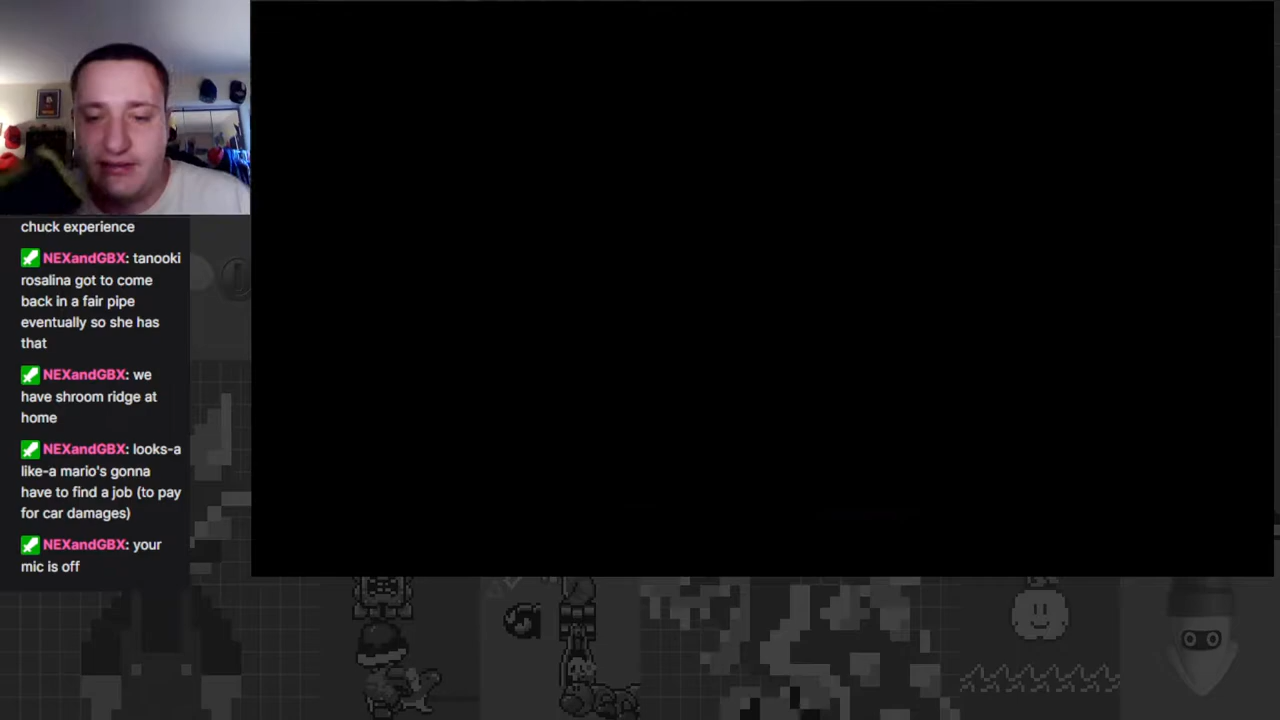 chuck experience
NEXandGBX: tanooki
rosalina got to come
back in a fair pipe
eventually so she has
that
NEXandGBX: we
have shroom ridge at
home
NEXandGBX: looks-a
like-a mario's gonna
have to find a job (to pay
for car damages)
NEXandGBX: your
mic is off